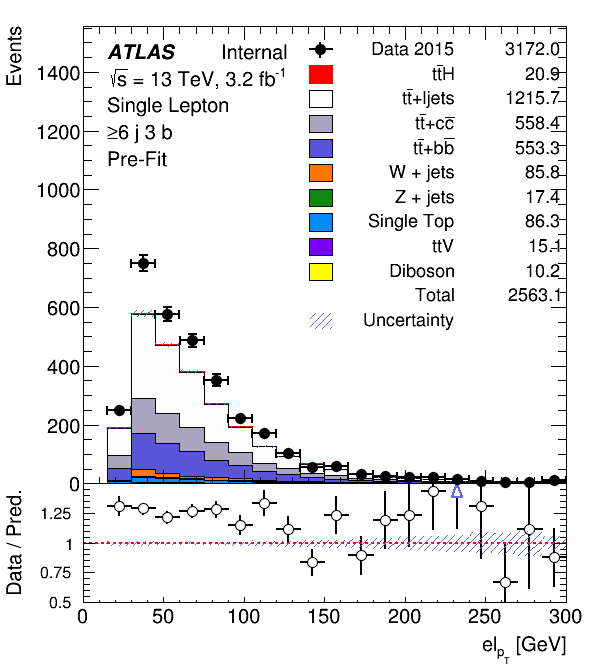 Events
ATLAS Internal
√s = 13 TeV, 3.2 fb⁻¹
Single Lepton
≥6 j 3 b
Pre-Fit
Data 2015 3172.0
tt̄H 20.9
tt̄+ljets 1215.7
tt̄+cc̄ 558.4
tt̄+bb̄ 553.3
W + jets 85.8
Z + jets 17.4
Single Top 86.3
ttV 15.1
Diboson 10.2
Total 2563.1
Uncertainty
1400
1200
1000
800
600
400
200
0
Data / Pred.
1.25
1
0.75
0.5
0 50 100 150 200 250 300
el_pT [GeV]